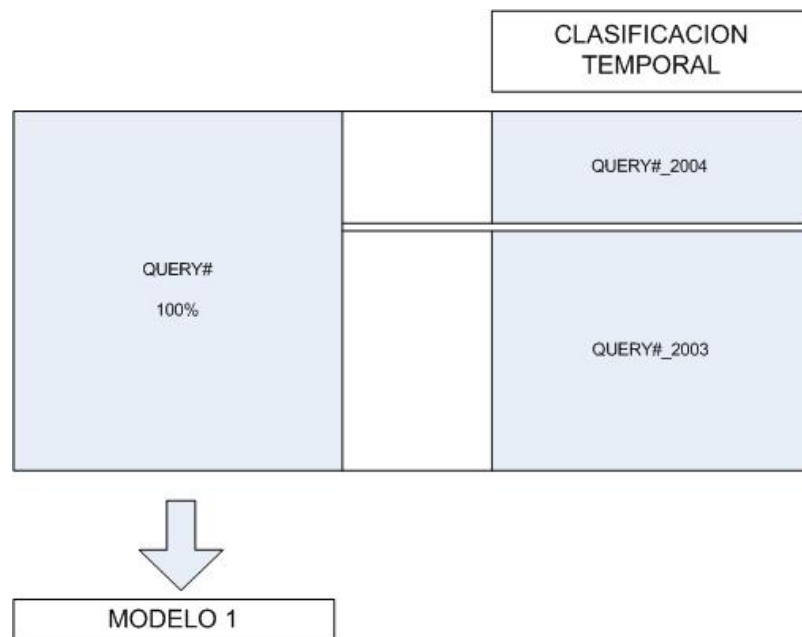 CLASIFICACION
TEMPORAL
QUERY#_2004
QUERY#
100%
QUERY#_2003
MODELO 1